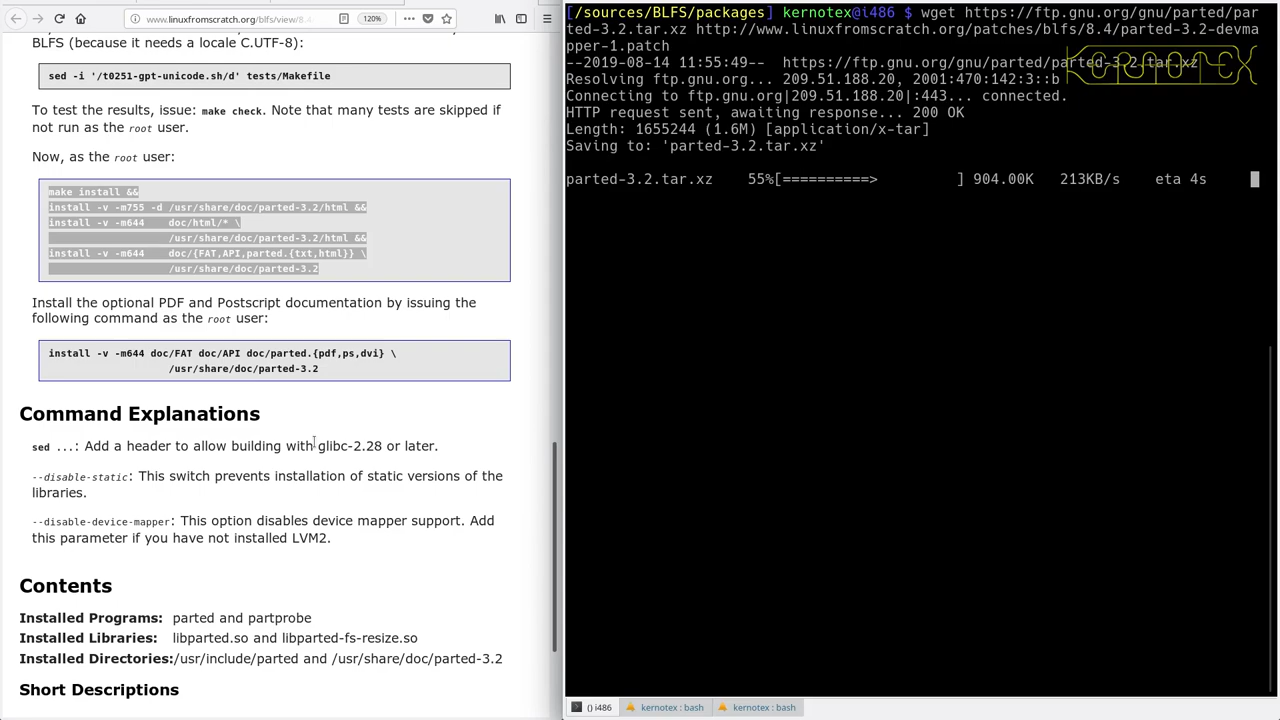 www.linuxfromscratch.org/blfs/view/8.4
120%
BLFS (because it needs a locale C.UTF-8):
sed -i '/t0251-gpt-unicode.sh/d' tests/Makefile
To test the results, issue: make check. Note that many tests are skipped if
not run as the root user.
Now, as the root user:
make install &&
install -v -m755 -d /usr/share/doc/parted-3.2/html &&
install -v -m644    doc/html/* \
/usr/share/doc/parted-3.2/html &&
install -v -m644    doc/{FAT,API,parted.{txt,html}} \
/usr/share/doc/parted-3.2
Install the optional PDF and Postscript documentation by issuing the
following command as the root user:
install -v -m644 doc/FAT doc/API doc/parted.{pdf,ps,dvi} \
/usr/share/doc/parted-3.2
Command Explanations
sed ...: Add a header to allow building with glibc-2.28 or later.
--disable-static: This switch prevents installation of static versions of the
libraries.
--disable-device-mapper: This option disables device mapper support. Add
this parameter if you have not installed LVM2.
Contents
Installed Programs: parted and partprobe
Installed Libraries: libparted.so and libparted-fs-resize.so
Installed Directories:/usr/include/parted and /usr/share/doc/parted-3.2
Short Descriptions
[/sources/BLFS/packages] kernotex@i486 $ wget https://ftp.gnu.org/gnu/parted/par
ted-3.2.tar.xz http://www.linuxfromscratch.org/patches/blfs/8.4/parted-3.2-devma
pper-1.patch
--2019-08-14 11:55:49--  https://ftp.gnu.org/gnu/parted/parted-3.2.tar.xz
Resolving ftp.gnu.org... 209.51.188.20, 2001:470:142:3::b
Connecting to ftp.gnu.org|209.51.188.20|:443... connected.
HTTP request sent, awaiting response... 200 OK
Length: 1655244 (1.6M) [application/x-tar]
Saving to: 'parted-3.2.tar.xz'
parted-3.2.tar.xz     55%[==========>           ] 904.00K   213KB/s    eta 4s
KERNOTEX
() i486
kernotex : bash
kernotex : bash